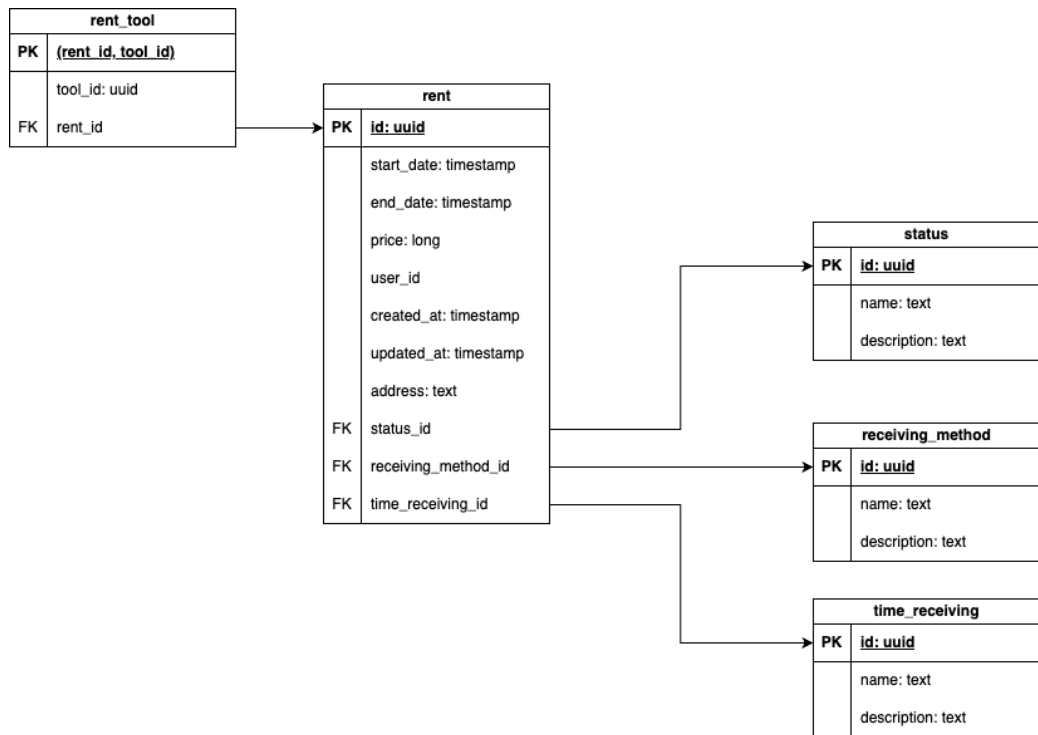 rent_tool
PK (rent_id, tool_id)
tool_id: uuid
FK rent_id
rent
PK id: uuid
start_date: timestamp
end_date: timestamp
price: long
user_id
created_at: timestamp
updated_at: timestamp
address: text
FK status_id
FK receiving_method_id
FK time_receiving_id
status
PK id: uuid
name: text
description: text
receiving_method
PK id: uuid
name: text
description: text
time_receiving
PK id: uuid
name: text
description: text